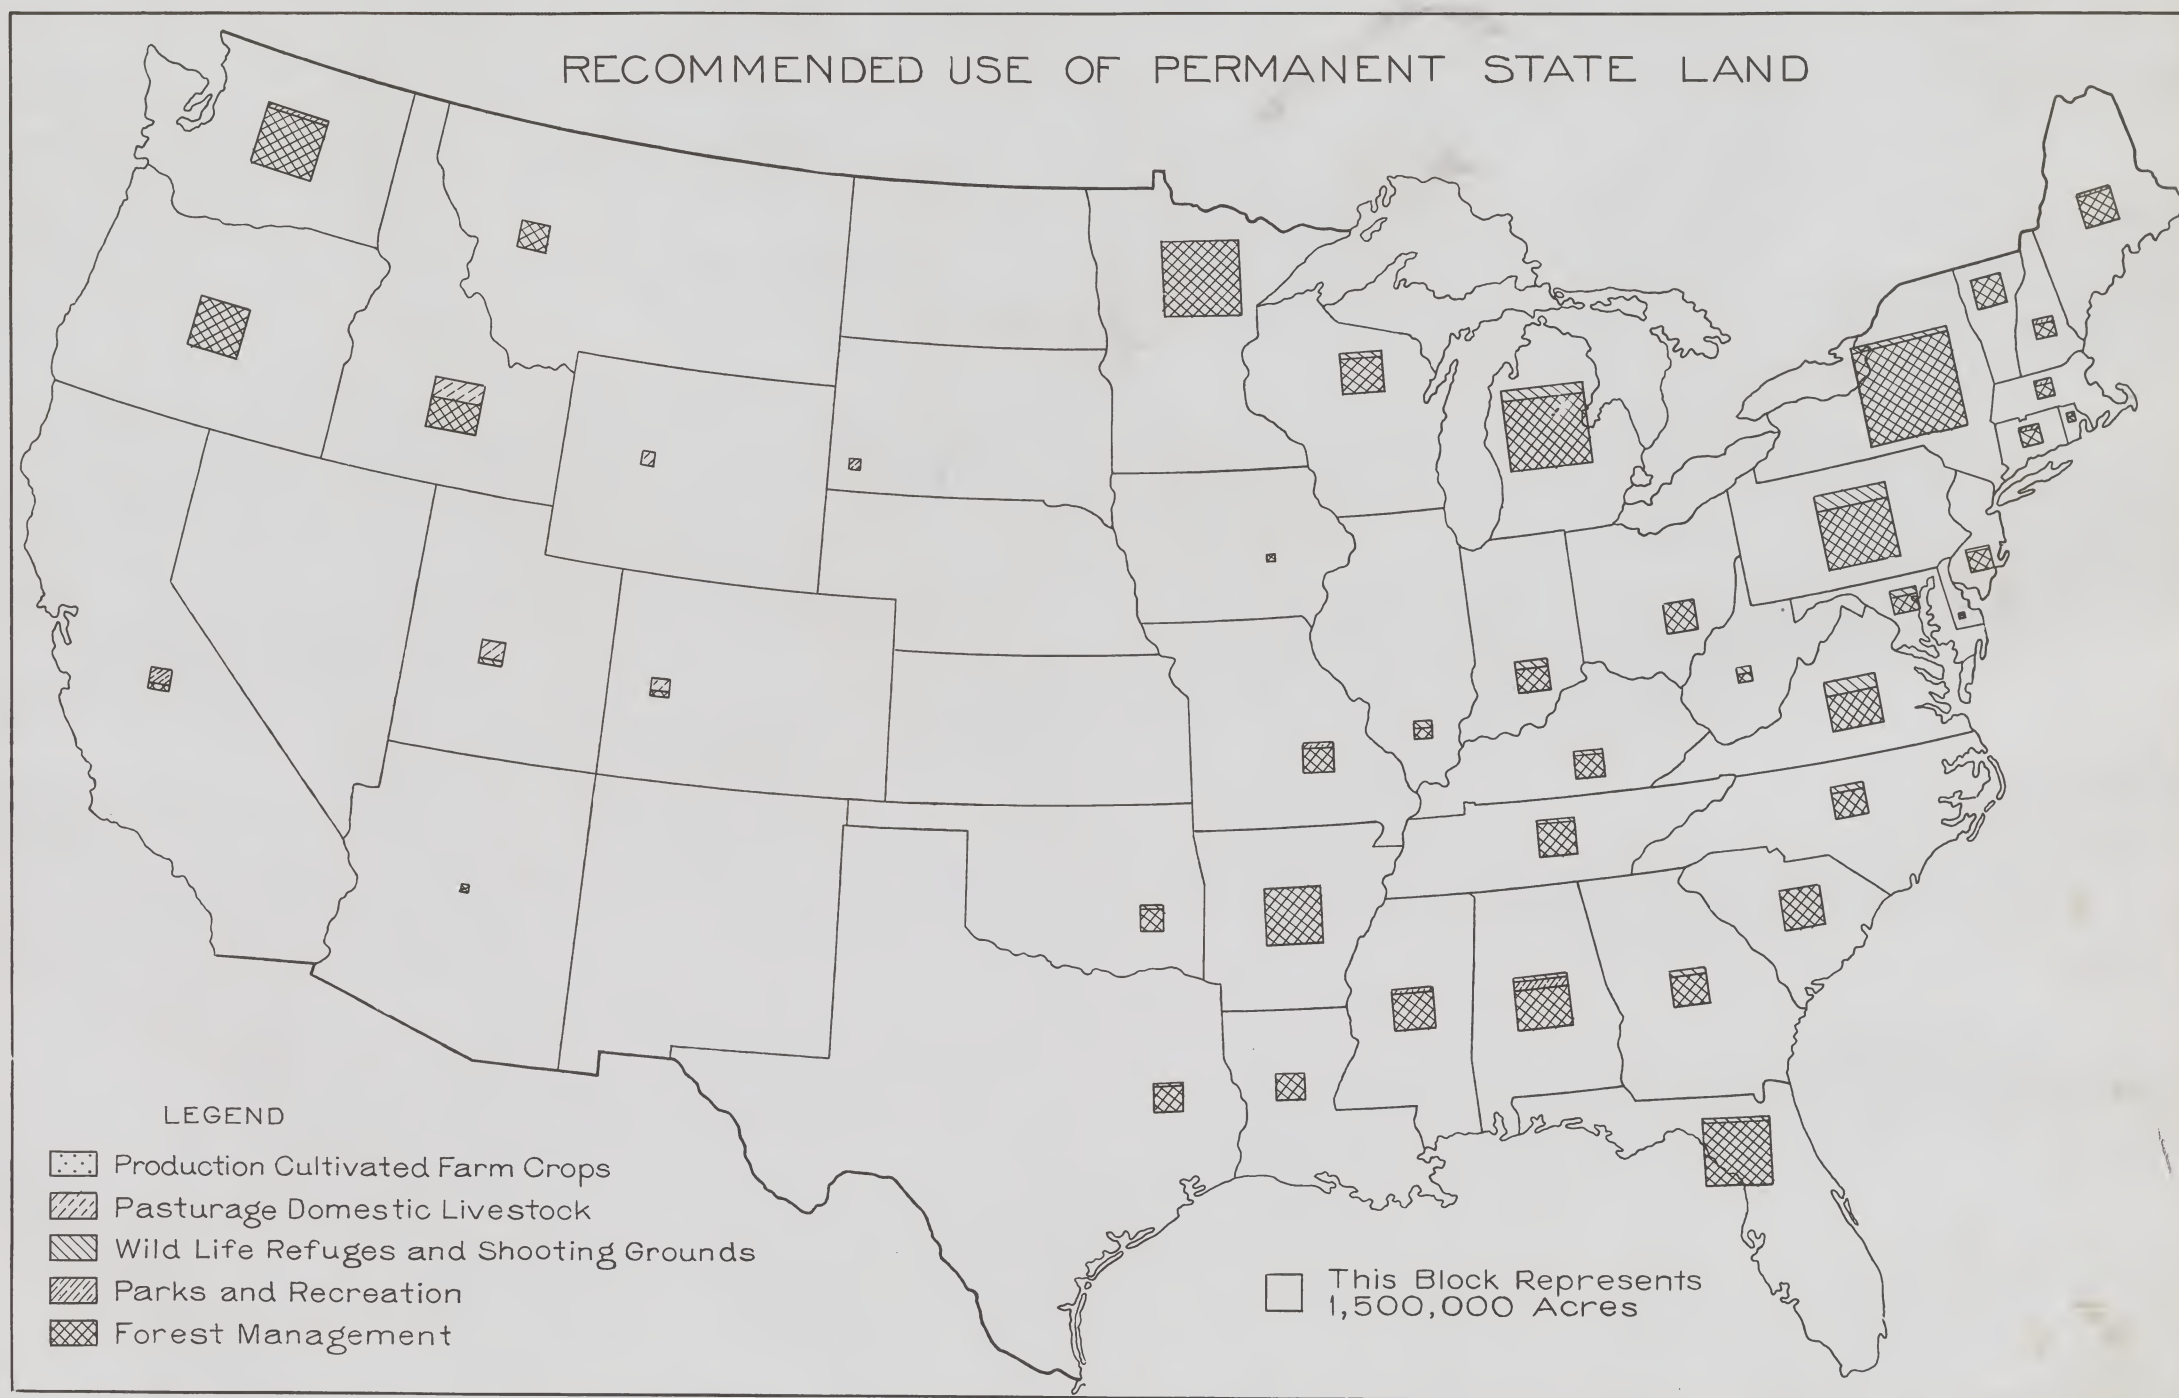 RECOMMENDED USE OF PERMANENT STATE LAND
LEGEND
Production Cultivated Farm Crops
Pasturage Domestic Livestock
Wild Life Refuges and Shooting Grounds
Parks and Recreation
Forest Management
This Block Represents
1,500,000 Acres